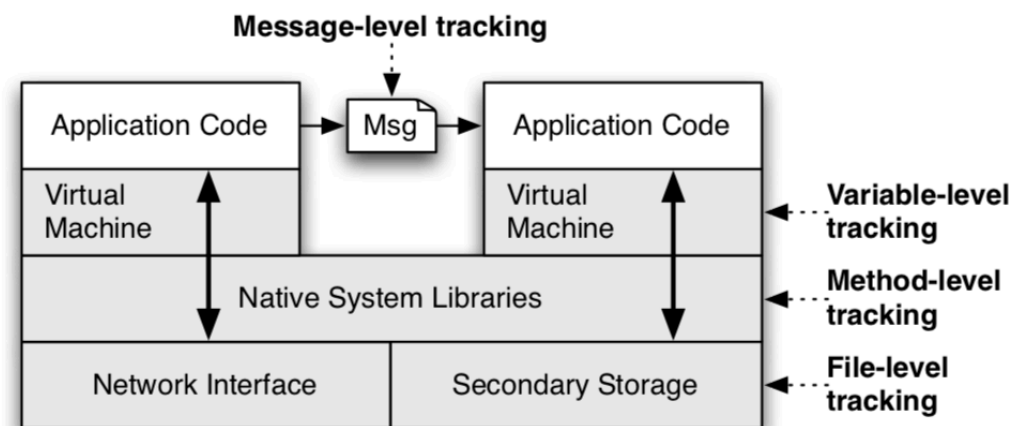 Message-level tracking
Application Code
Msg
Application Code
Virtual
Machine
Virtual
Machine
Variable-level
tracking
Native System Libraries
Method-level
tracking
Network Interface
Secondary Storage
File-level
tracking